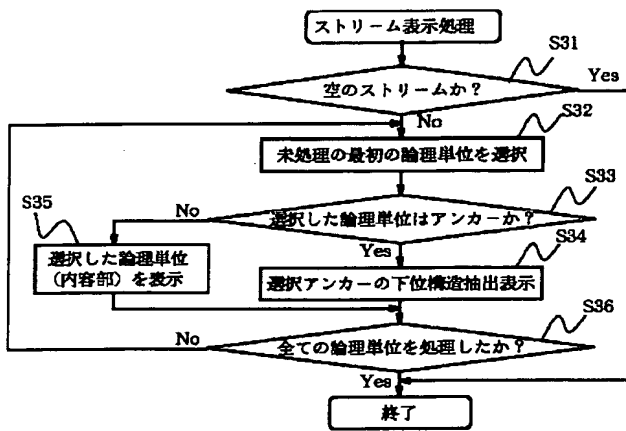 ストリーム表示処理
S31
空のストリームか？
Yes
No
S32
未処理の最初の論理単位を選択
S33
選択した論理単位はアンカーか？
No
Yes
S35
選択した論理単位
(内容部)を表示
S34
選択アンカーの下位構造抽出表示
S36
全ての論理単位を処理したか？
No
Yes
終了